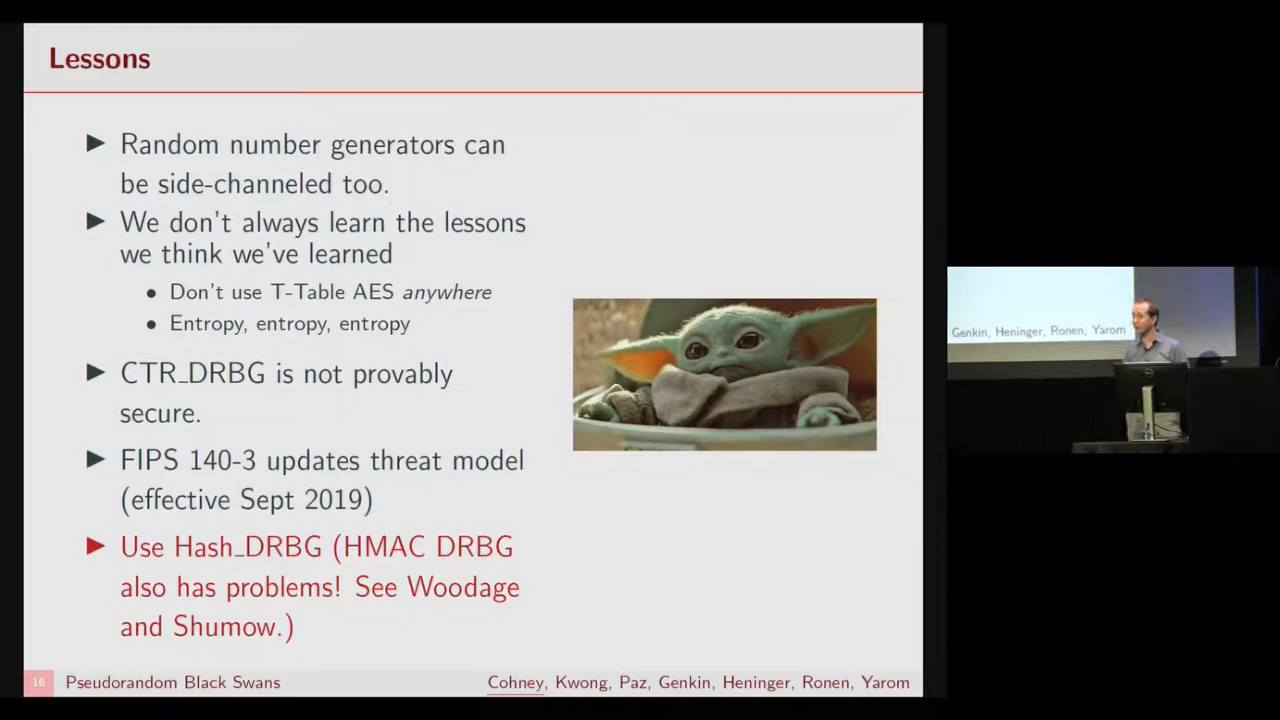 Lessons
▶ Random number generators can
be side-channeled too.
▶ We don't always learn the lessons
we think we've learned
• Don't use T-Table AES anywhere
• Entropy, entropy, entropy
▶ CTR_DRBG is not provably
secure.
▶ FIPS 140-3 updates threat model
(effective Sept 2019)
▶ Use Hash_DRBG (HMAC DRBG
also has problems! See Woodage
and Shumow.)
16 Pseudorandom Black Swans
Cohney, Kwong, Paz, Genkin, Heninger, Ronen, Yarom
Genkin, Heninger, Ronen, Yarom